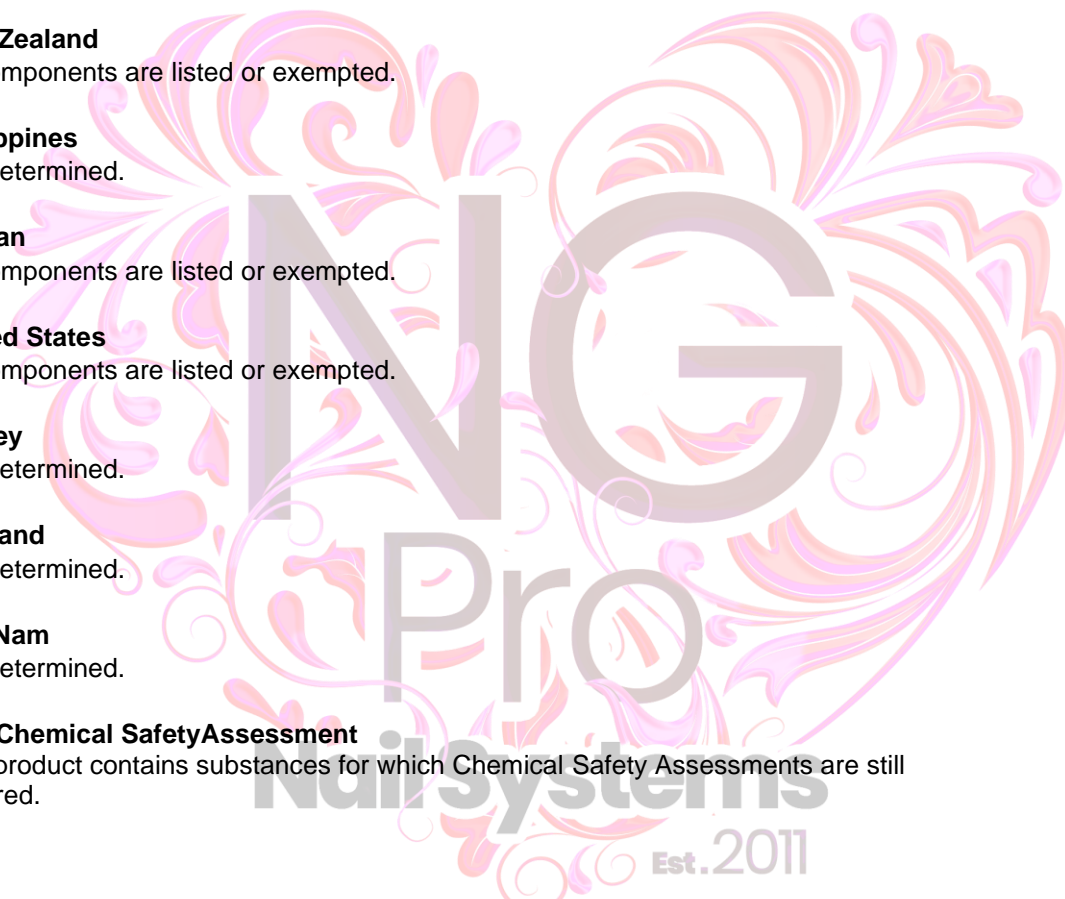 Zealand
mponents are listed or exempted.
ppines
etermined.
an
mponents are listed or exempted.
ed States
mponents are listed or exempted.
ey
etermined.
and
etermined.
Nam
etermined.
Chemical SafetyAssessment
product contains substances for which Chemical Safety Assessments are still
red.
NG
Pro
Nail Systems
Est. 2011